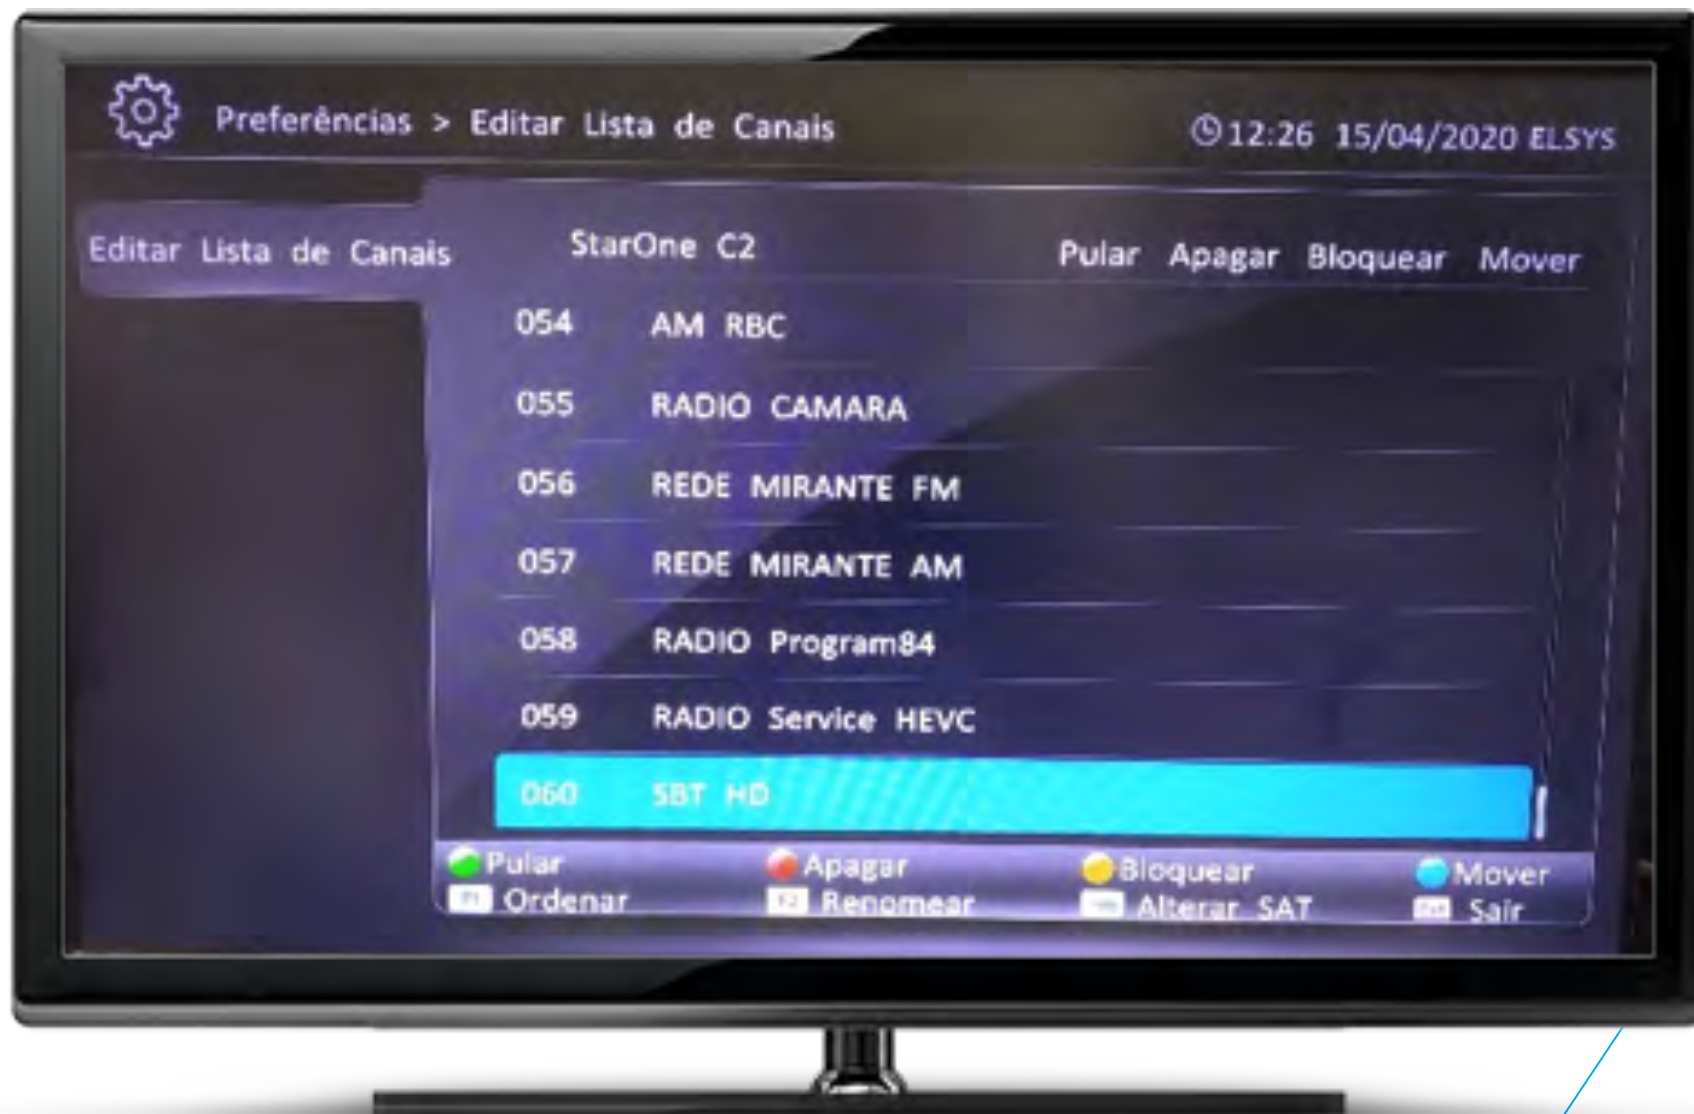 Preferências > Editar Lista de Canais
12:26 15/04/2020 ELSYS
Editar Lista de Canais
StarOne C2
Pular Apagar Bloquear Mover
054 AM RBC
055 RADIO CAMARA
056 REDE MIRANTE FM
057 REDE MIRANTE AM
058 RADIO Program84
059 RADIO Service HEVC
060 SBT HD
Pular Apagar Bloquear Mover
Ordenar Renomear Alterar SAT Sair